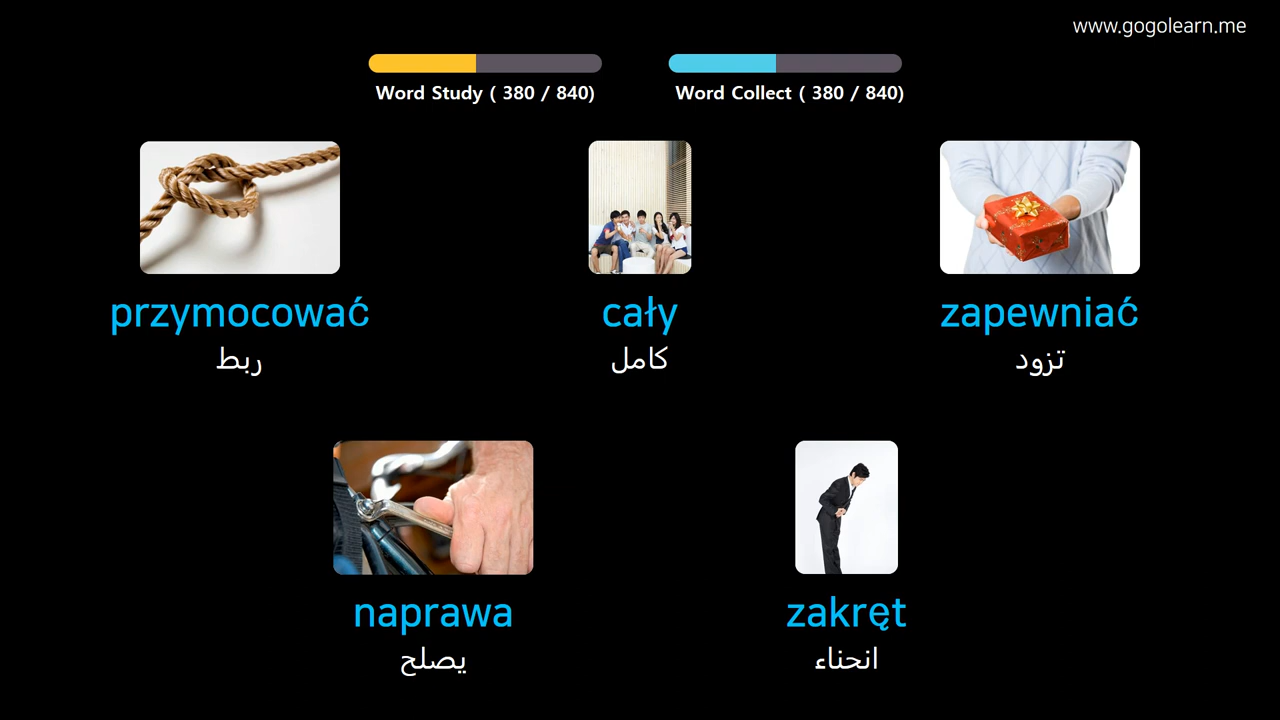 www.gogolearn.me
Word Study ( 380 / 840)
Word Collect ( 380 / 840)
przymocować
ربط
cały
كامل
zapewniać
تزود
naprawa
يصلح
zakręt
انحناء